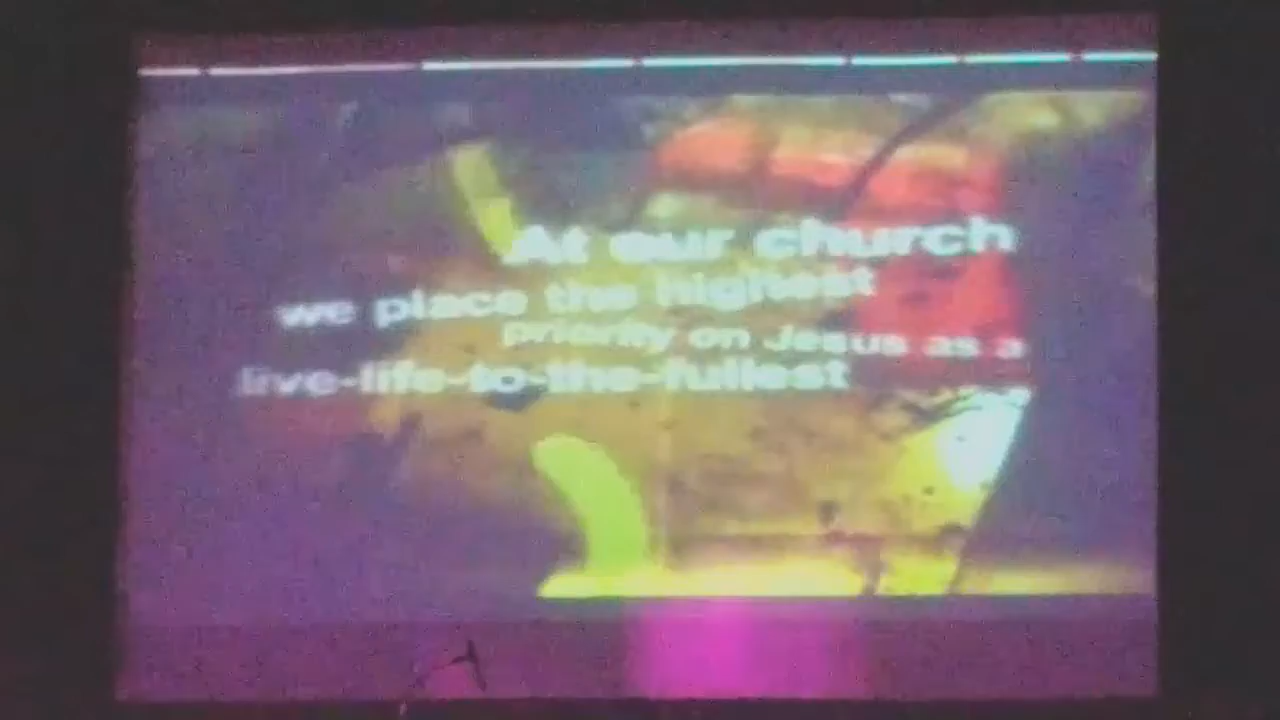 At our church
we place the highest
priority on Jesus as a
live-life-to-the-fullest